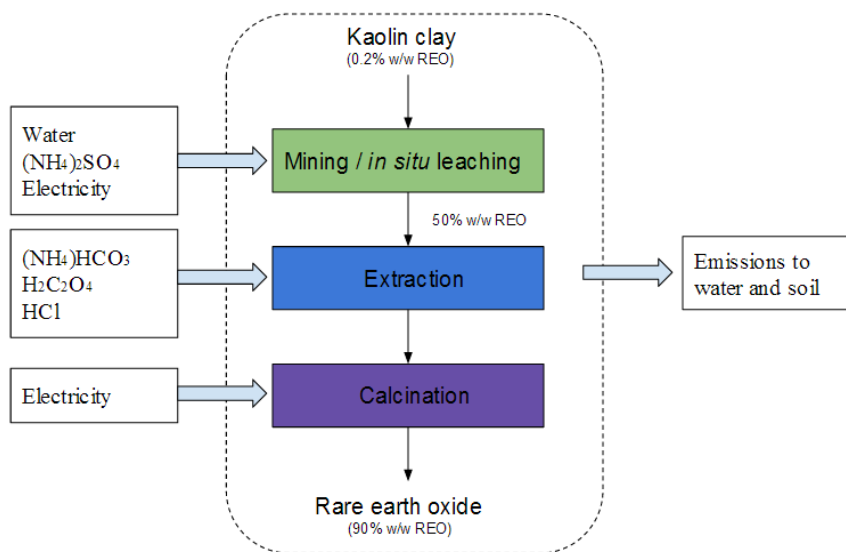 Kaolin clay
(0.2% w/w REO)
Water
(NH₄)₂SO₄
Electricity
Mining / in situ leaching
50% w/w REO
(NH₄)HCO₃
H₂C₂O₄
HCl
Extraction
Emissions to
water and soil
Electricity
Calcination
Rare earth oxide
(90% w/w REO)